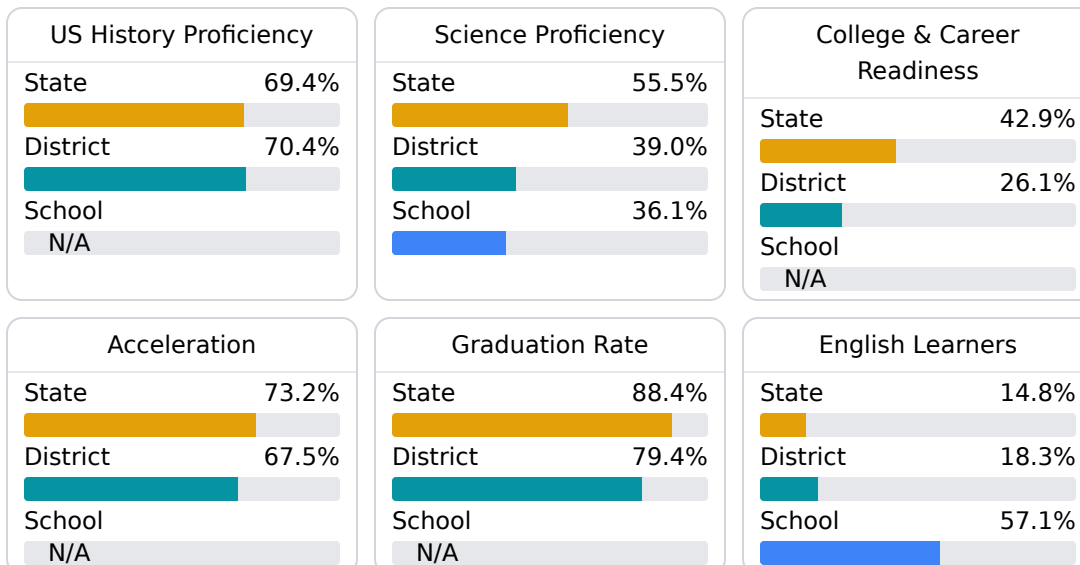 US History Proficiency
State 69.4%
District 70.4%
School
N/A
Science Proficiency
State 55.5%
District 39.0%
School 36.1%
College & Career
Readiness
State 42.9%
District 26.1%
School
N/A
Acceleration
State 73.2%
District 67.5%
School
N/A
Graduation Rate
State 88.4%
District 79.4%
School
N/A
English Learners
State 14.8%
District 18.3%
School 57.1%